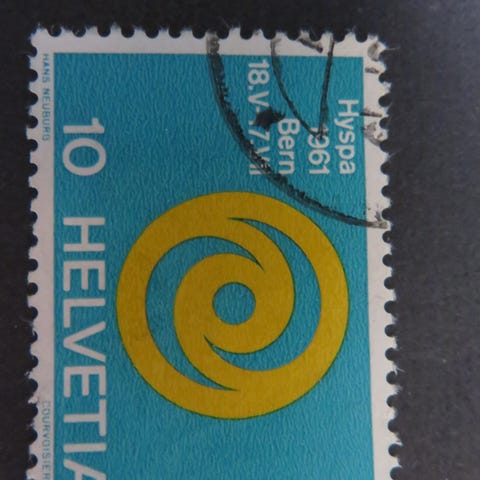 Hyspa
1961
Bern
18.V-17.VII
10 HELVETIA
HANS NEUBURG COURVOISIER